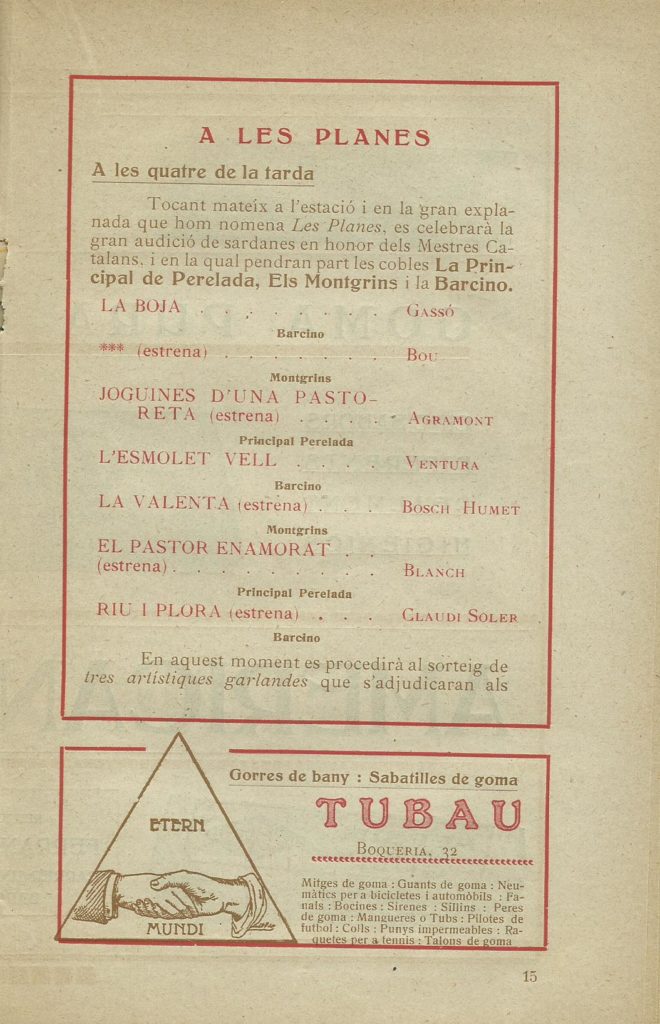 A LES PLANES
A les quatre de la tarda
Tocant mateix a l'estació i en la gran expla-
nada que hom nomena Les Planes, es celebrarà la
gran audició de sardanes en honor dels Mestres Ca-
talans, i en la qual pendran part les cobles La Prin-
cipal de Perelada, Els Montgrins i la Barcino.
LA BOJA . . . . . . . Gassó
Barcino
*** (estrena) . . . . . . . Bou
Montgrins
JOGUINES D'UNA PASTO-
RETA (estrena) . . . . Agramont
Principal Perelada
L'ESMOLET VELL . . . . Ventura
Barcino
LA VALENTA (estrena) . . . Bosch Humet
Montgrins
EL PASTOR ENAMORAT . .
(estrena) . . . . . . . . . Blanch
Principal Perelada
RIU I PLORA (estrena) . . . Claudi Soler
Barcino
En aquest moment es procedirà al sorteig de
tres artístiques garlandes que s'adjudicaran als
Gorres de bany : Sabatilles de goma
TUBAU
Boqueria, 32
ETERN
MUNDI
Mitges de goma : Guants de goma : Neu-
màtics per a bicicletes i automòbils : Fa-
nals : Bocines : Sirenes : Sillins : Peres
de goma : Mangueres o Tubs : Pilotes de
futbol : Colls : Punys impermeables : Ra-
quetes per a tennis : Talons de goma
15